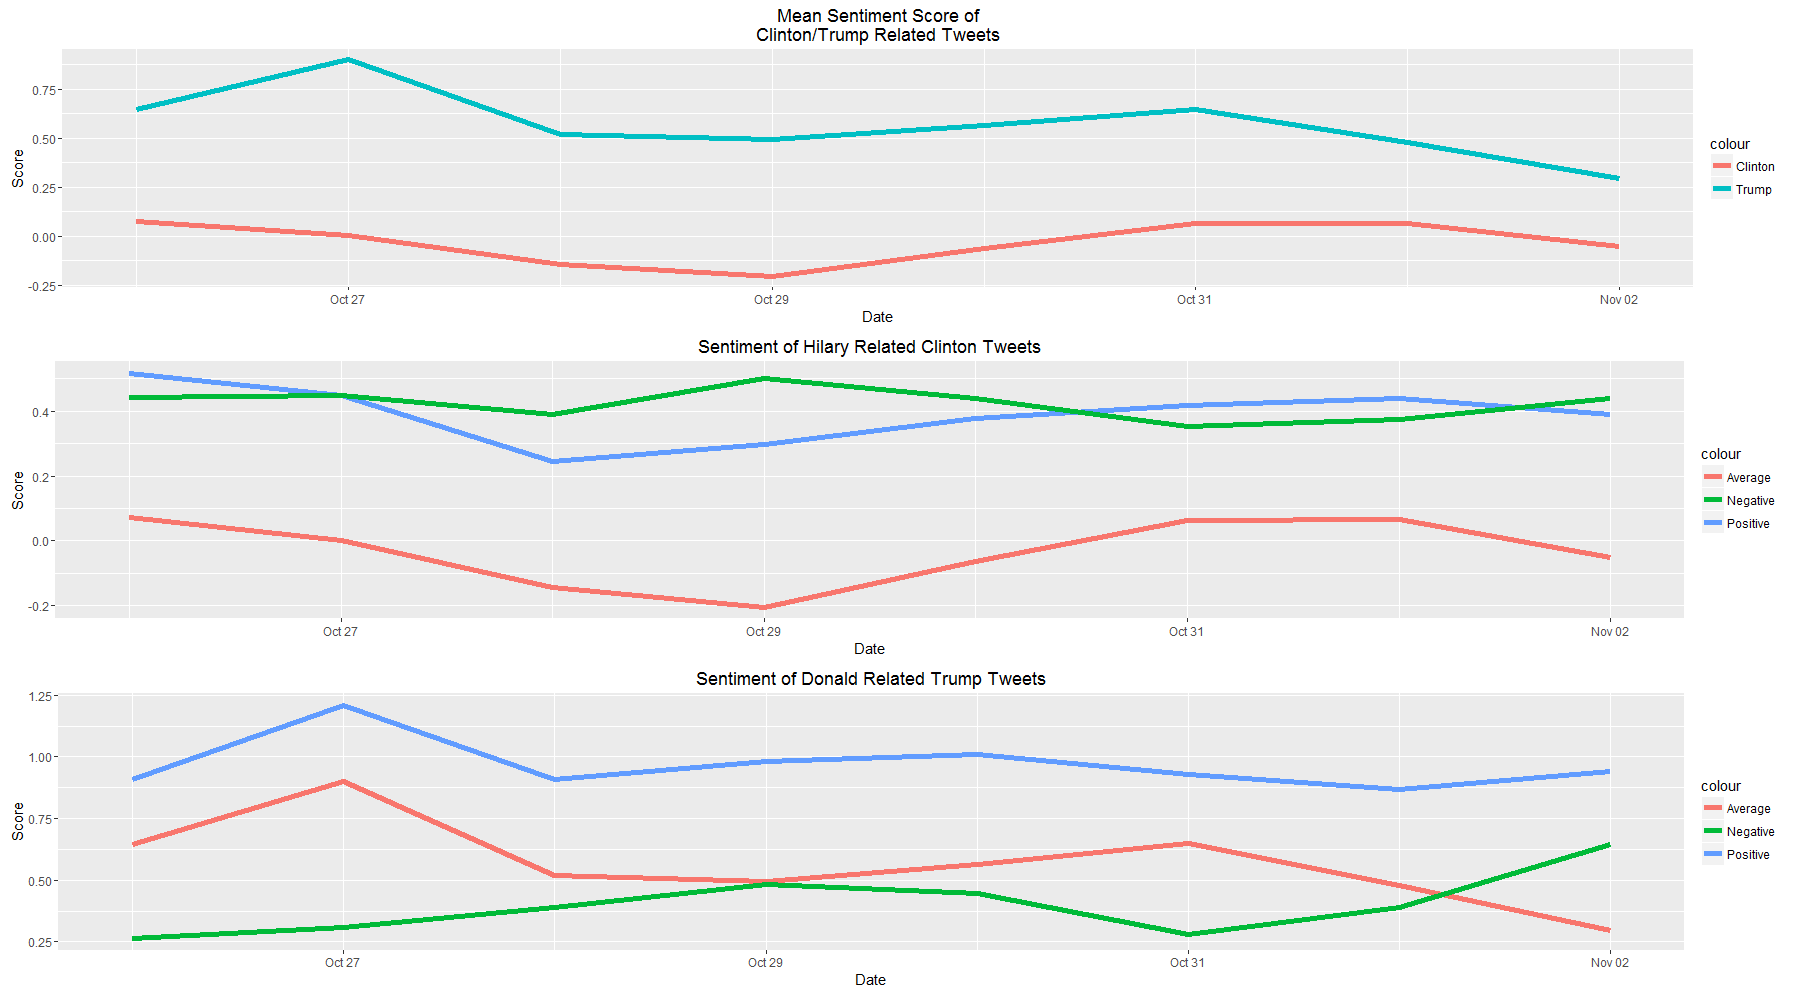 Mean Sentiment Score of
Clinton/Trump Related Tweets
Score
0.75
0.50
0.25
0.00
-0.25
Oct 27
Oct 29
Oct 31
Nov 02
Date
colour
Clinton
Trump
Sentiment of Hilary Related Clinton Tweets
Score
0.4
0.2
0.0
-0.2
Oct 27
Oct 29
Oct 31
Nov 02
Date
colour
Average
Negative
Positive
Sentiment of Donald Related Trump Tweets
Score
1.25
1.00
0.75
0.50
0.25
Oct 27
Oct 29
Oct 31
Nov 02
Date
colour
Average
Negative
Positive